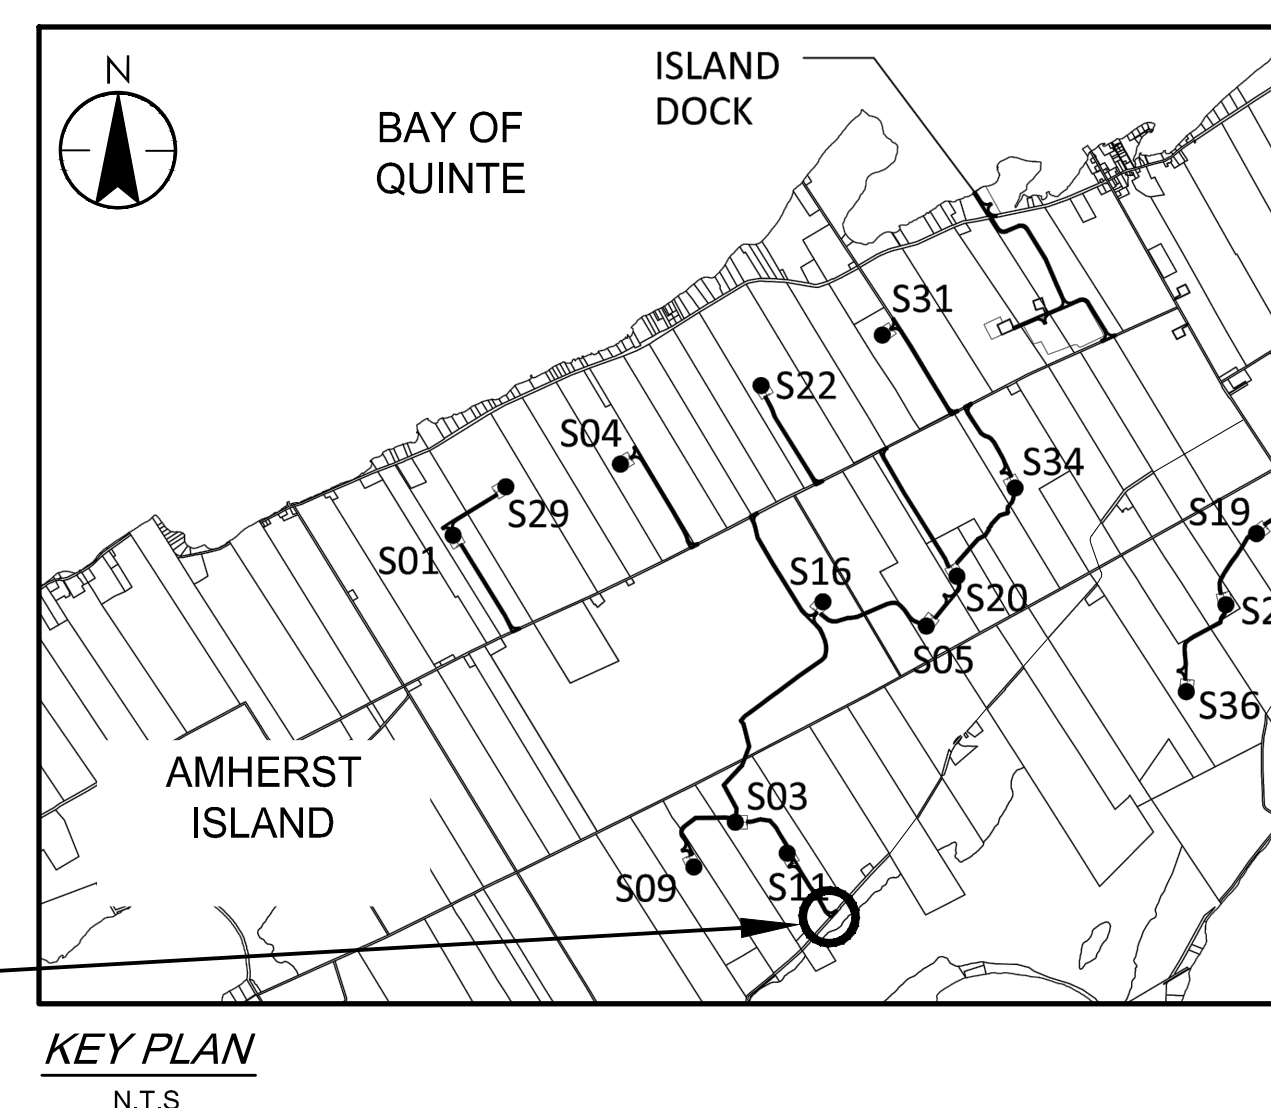 N
BAY OF
QUINTE
ISLAND
DOCK
S31
S22
S04
S34
S29
S19
S01
S16
S20
S05
S36
AMHERST
ISLAND
S03
S09
S11
KEY PLAN
N.T.S